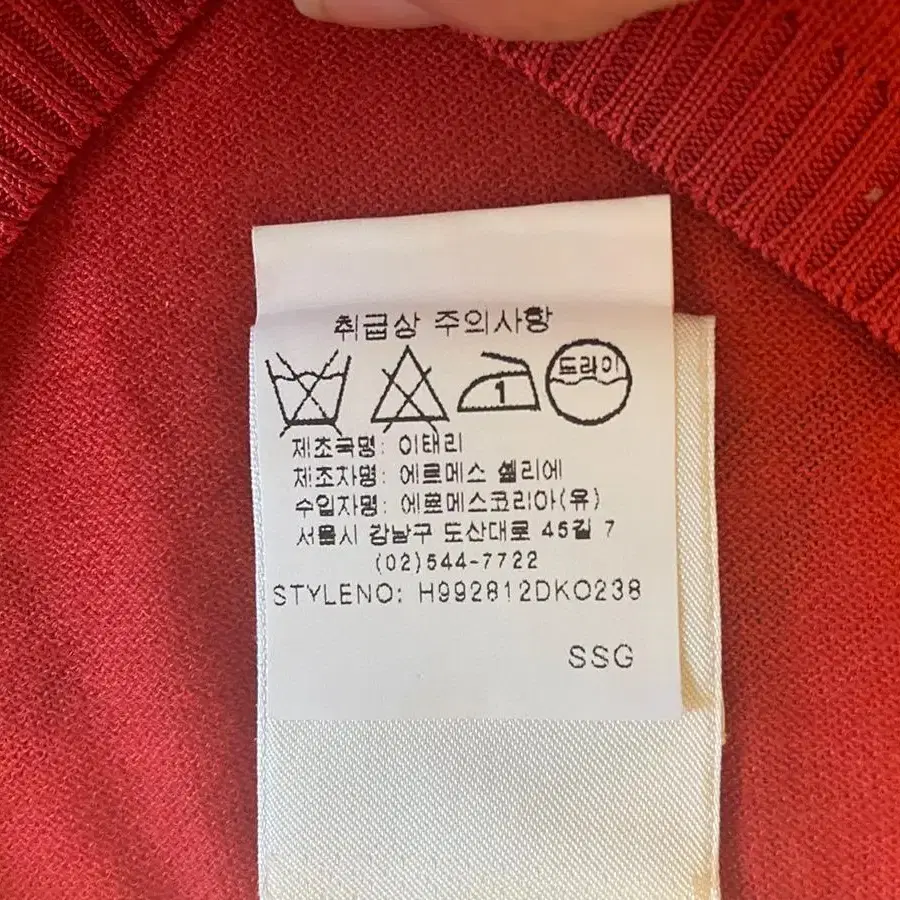 취급상 주의사항
1 드라이
제조국명: 이태리
제조자명: 에르메스 쉘리에
수입자명: 에르메스코리아(유)
서울시 강남구 도산대로 45길 7
(02)544-7722
STYLENO: H992812DKO238
SSG